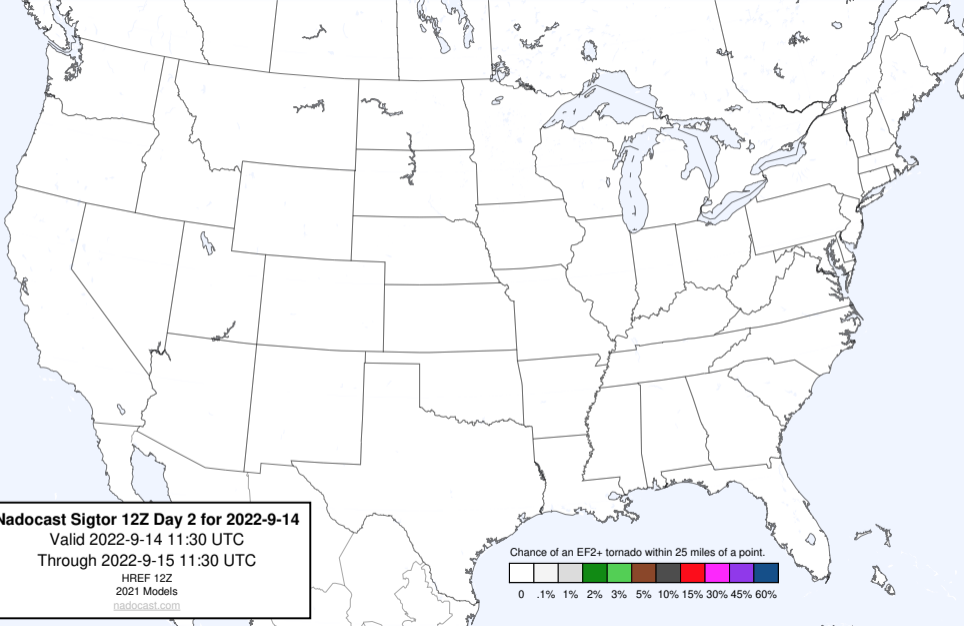 Nadocast Sigtor 12Z Day 2 for 2022-9-14
Valid 2022-9-14 11:30 UTC
Through 2022-9-15 11:30 UTC
HREF 12Z
2021 Models
nadocast.com
Chance of an EF2+ tornado within 25 miles of a point.
0 .1% 1% 2% 3% 5% 10% 15% 30% 45% 60%